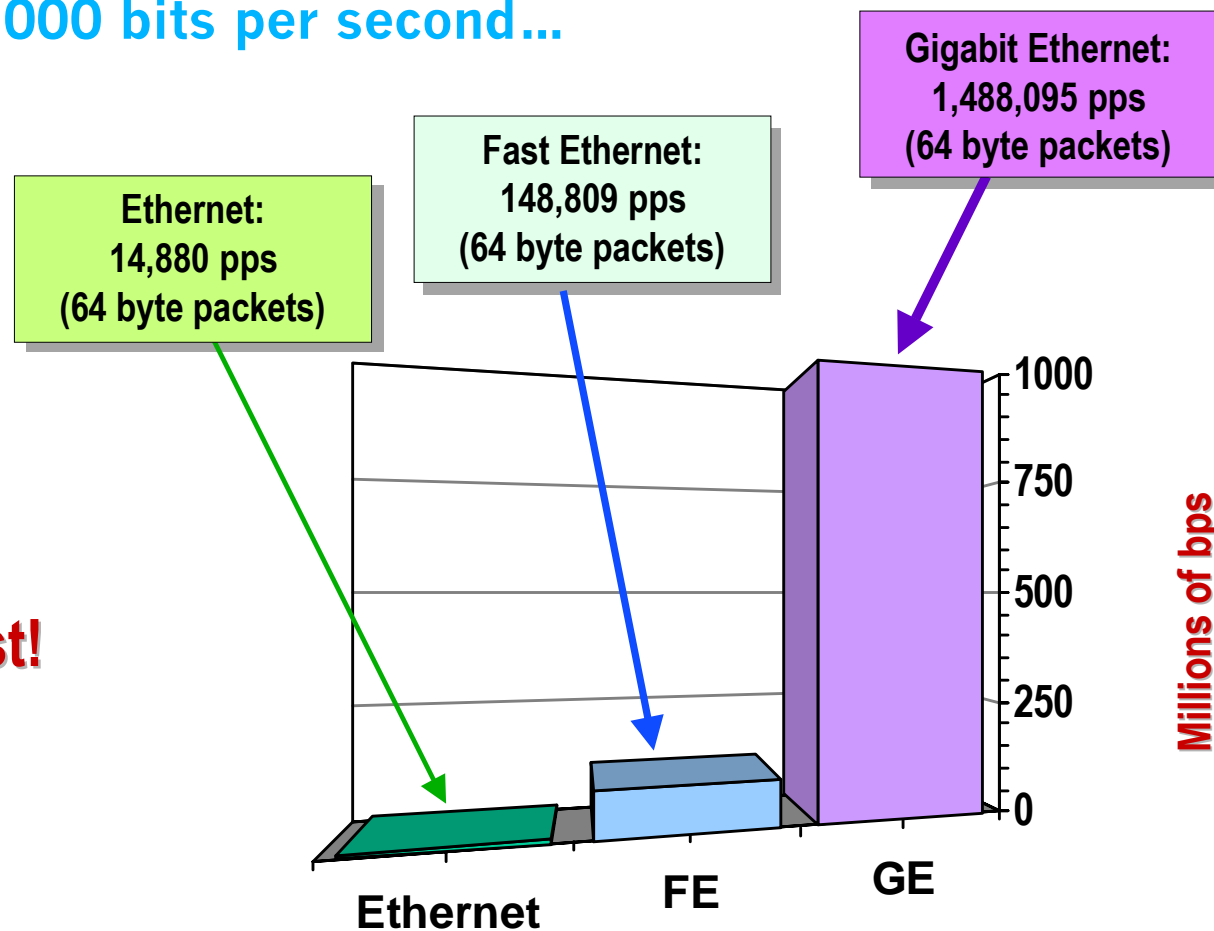 000 bits per second...
Gigabit Ethernet:
1,488,095 pps
(64 byte packets)
Fast Ethernet:
148,809 pps
(64 byte packets)
Ethernet:
14,880 pps
(64 byte packets)
1000
750
500
250
0
Millions of bps
st!
Ethernet
FE
GE